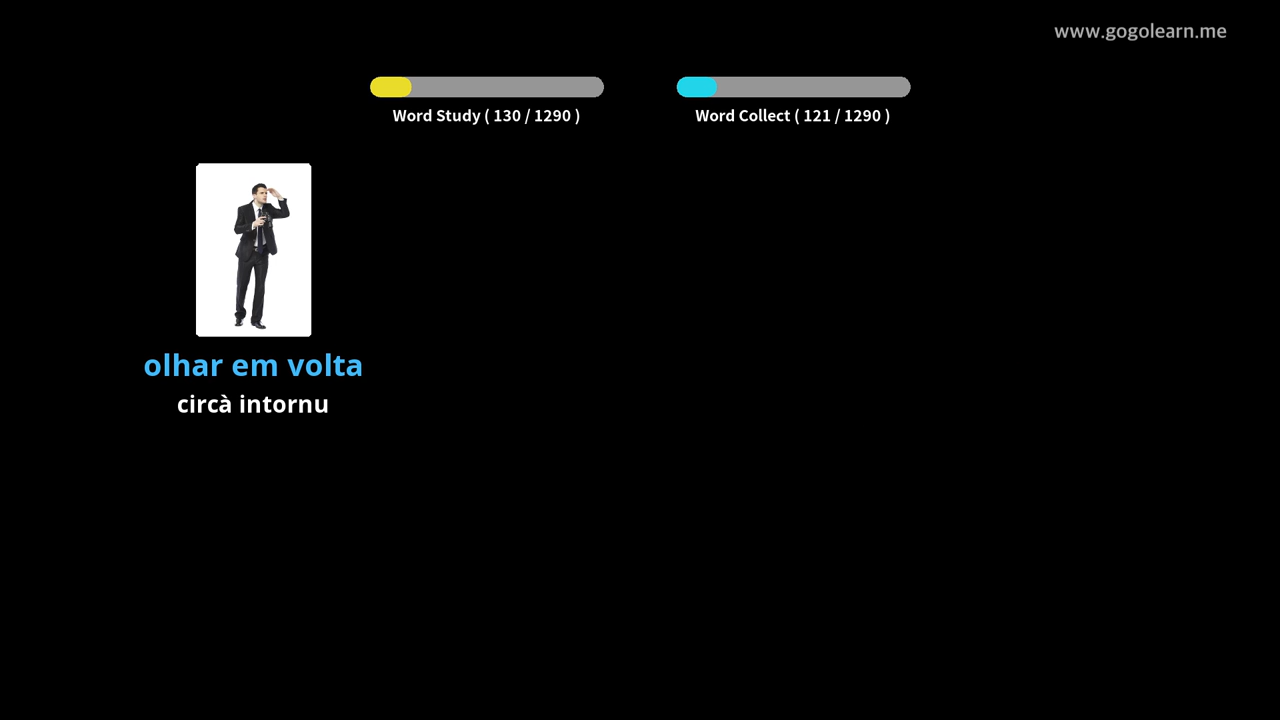 www.gogolearn.me
Word Study ( 130 / 1290 )
Word Collect ( 121 / 1290 )
olhar em volta
circà intornu